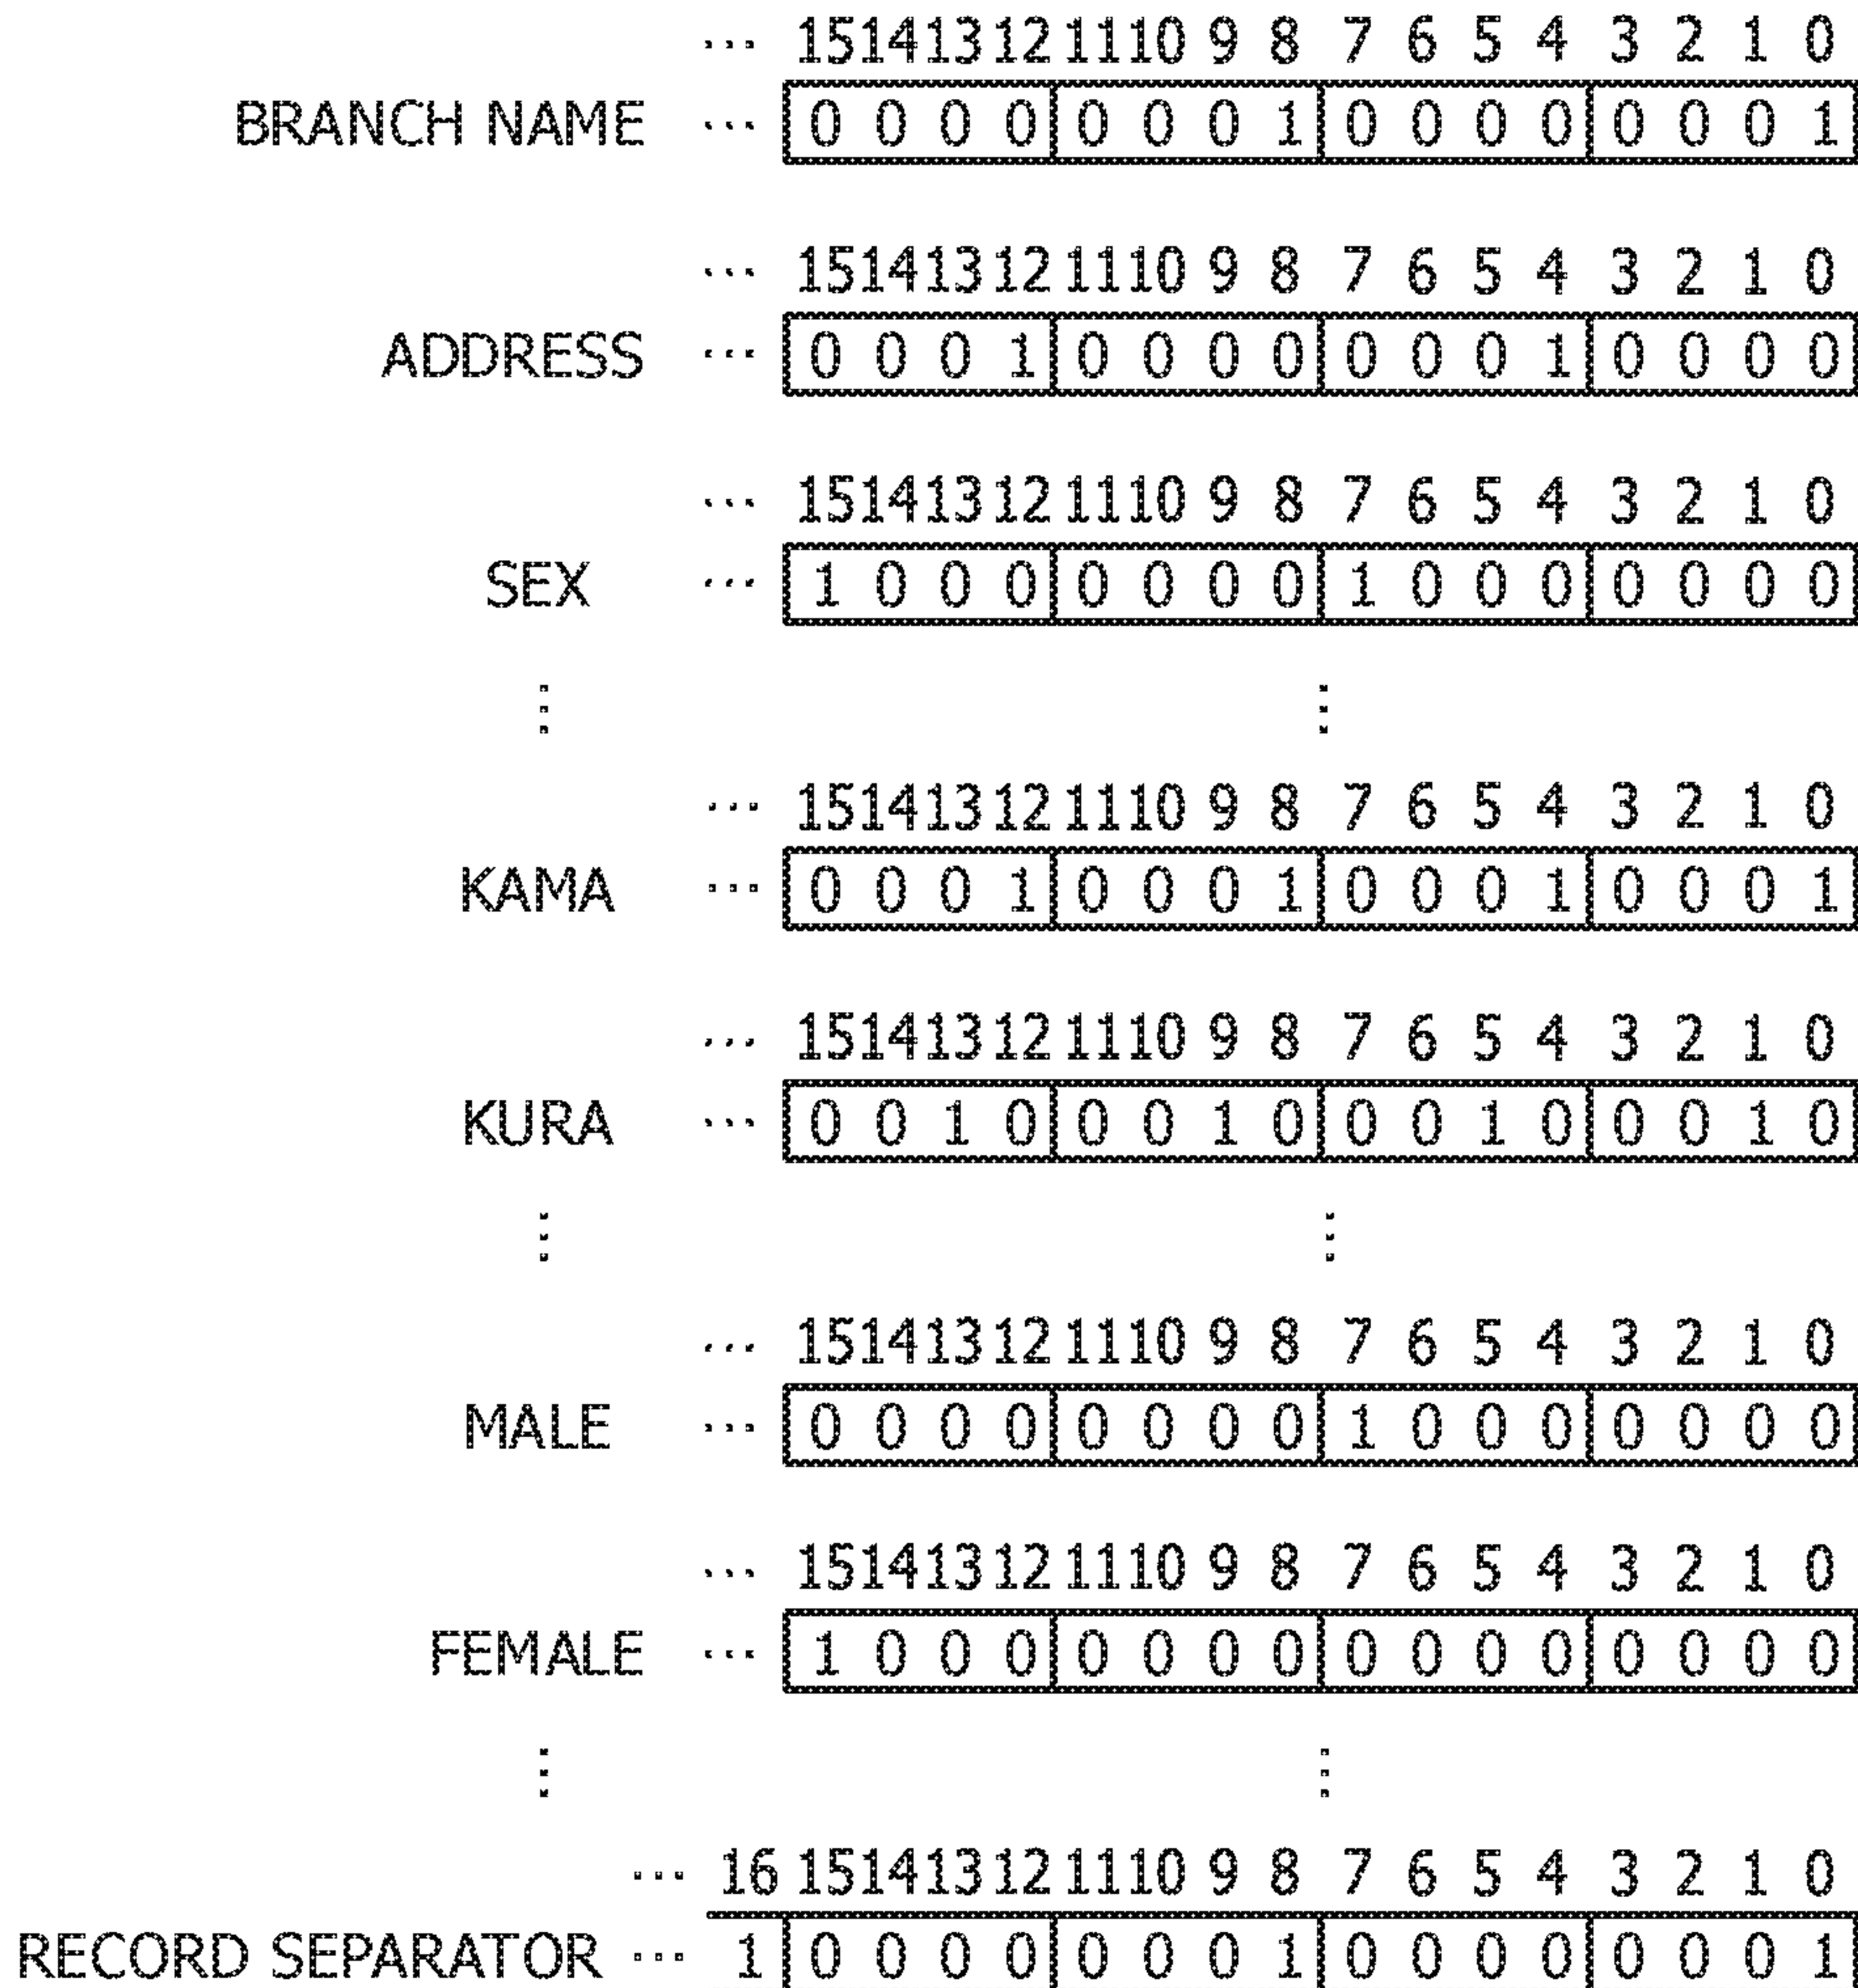 ... 15 14 13 12 11 10 9 8 7 6 5 4 3 2 1 0
BRANCH NAME ... 0 0 0 0 0 0 0 1 0 0 0 0 0 0 0 1
... 15 14 13 12 11 10 9 8 7 6 5 4 3 2 1 0
ADDRESS ... 0 0 0 1 0 0 0 0 0 0 0 1 0 0 0 0
... 15 14 13 12 11 10 9 8 7 6 5 4 3 2 1 0
SEX ... 1 0 0 0 0 0 0 0 1 0 0 0 0 0 0 0
... 15 14 13 12 11 10 9 8 7 6 5 4 3 2 1 0
KAMA ... 0 0 0 1 0 0 0 1 0 0 0 1 0 0 0 1
... 15 14 13 12 11 10 9 8 7 6 5 4 3 2 1 0
KURA ... 0 0 1 0 0 0 1 0 0 0 1 0 0 0 1 0
... 15 14 13 12 11 10 9 8 7 6 5 4 3 2 1 0
MALE ... 0 0 0 0 0 0 0 0 1 0 0 0 0 0 0 0
... 15 14 13 12 11 10 9 8 7 6 5 4 3 2 1 0
FEMALE ... 1 0 0 0 0 0 0 0 0 0 0 0 0 0 0 0
... 16 15 14 13 12 11 10 9 8 7 6 5 4 3 2 1 0
RECORD SEPARATOR ... 1 0 0 0 0 0 0 0 1 0 0 0 0 0 0 0 1